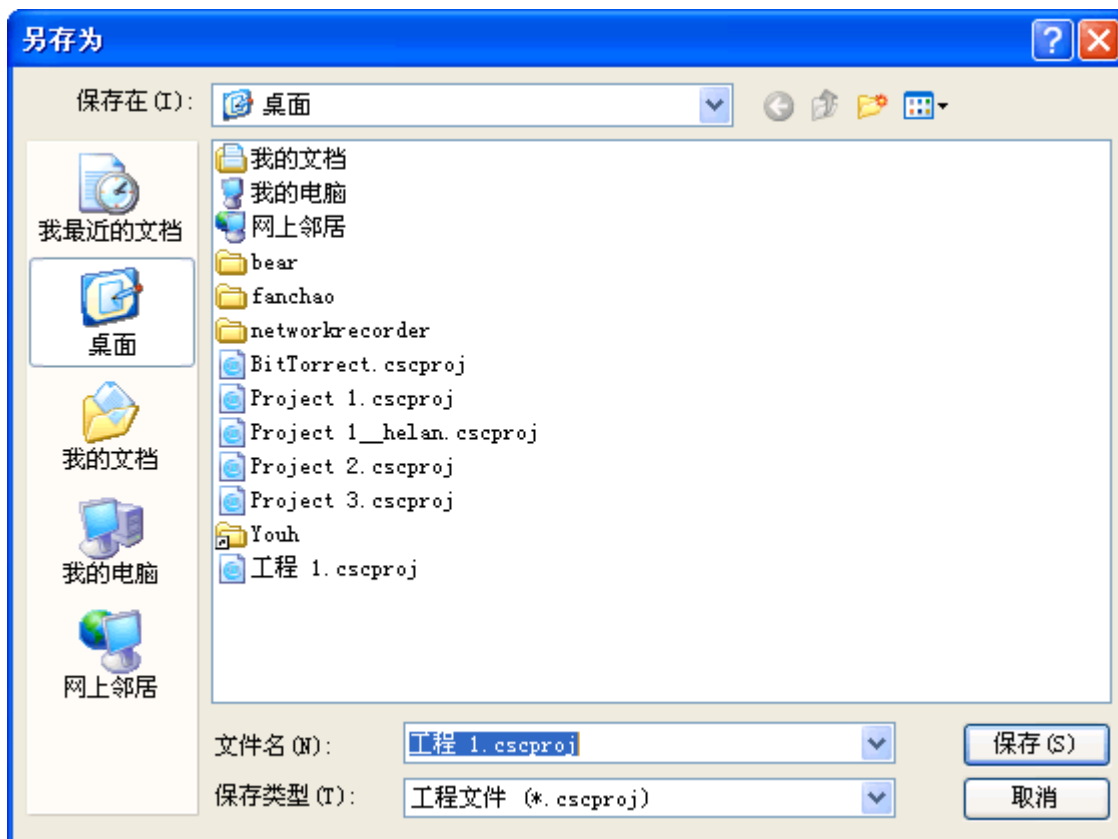 另存为
保存在(I):
桌面
我最近的文档
桌面
我的文档
我的电脑
网上邻居
我的文档
我的电脑
网上邻居
bear
fanchao
networkrecorder
BitTorrect.cscproj
Project 1.cscproj
Project 1__helan.cscproj
Project 2.cscproj
Project 3.cscproj
Youh
工程 1.cscproj
文件名(N):
工程 1.cscproj
保存(S)
保存类型(T):
工程文件 (*.cscproj)
取消